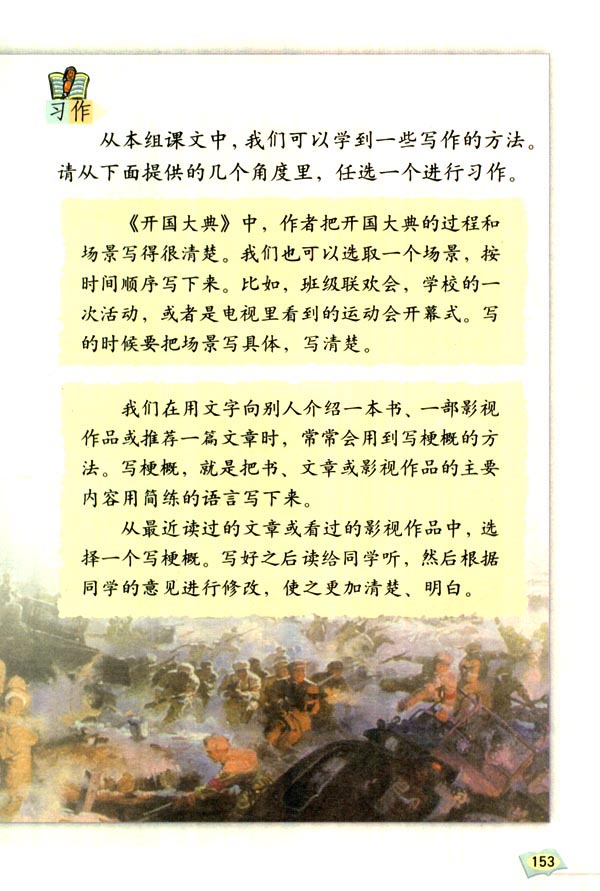 习作
从本组课文中，我们可以学到一些写作的方法。
请从下面提供的几个角度里，任选一个进行习作。
《开国大典》中，作者把开国大典的过程和
场景写得很清楚。我们也可以选取一个场景，按
时间顺序写下来。比如，班级联欢会，学校的一
次活动，或者是电视里看到的运动会开幕式。写
的时候要把场景写具体，写清楚。
我们在用文字向别人介绍一本书、一部影视
作品或推荐一篇文章时，常常会用到写梗概的方
法。写梗概，就是把书、文章或影视作品的主要
内容用简练的语言写下来。
从最近读过的文章或看过的影视作品中，选
择一个写梗概。写好之后读给同学听，然后根据
同学的意见进行修改，使之更加清楚、明白。
153